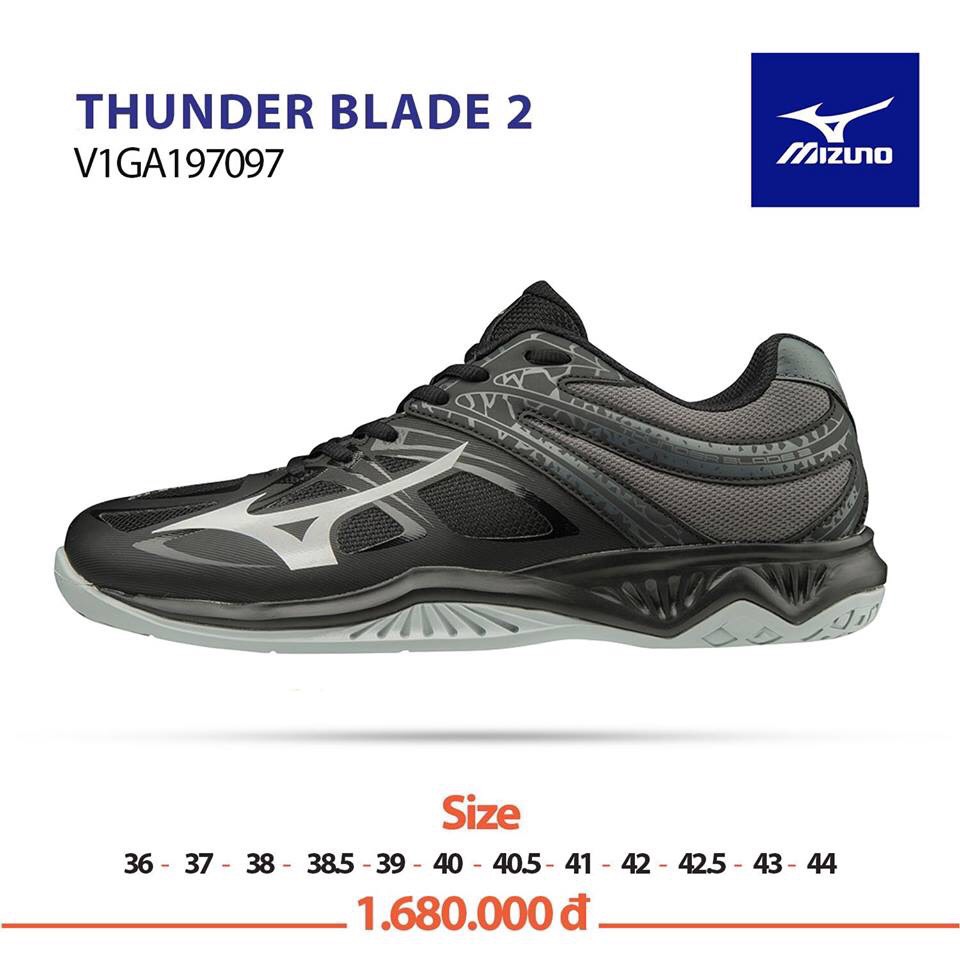 THUNDER BLADE 2
V1GA197097
MIZUNO
Size
36 - 37 - 38 - 38.5 - 39 - 40 - 40.5 - 41 - 42 - 42.5 - 43 - 44
1.680.000 đ